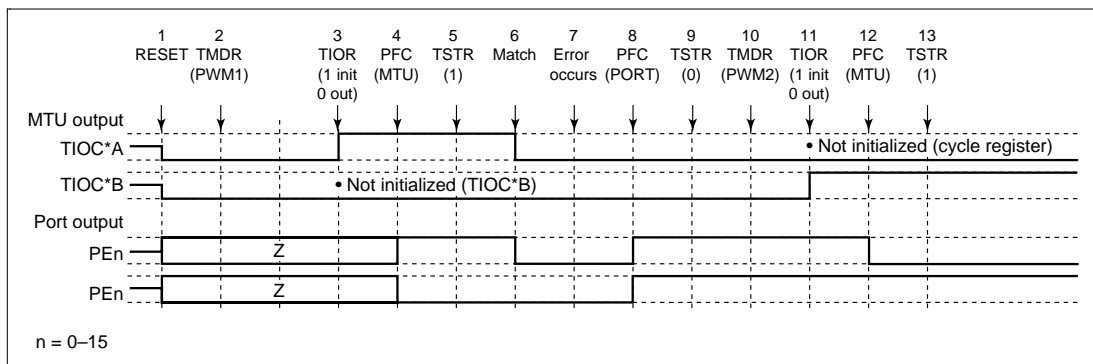 1 2 3 4 5 6 7 8 9 10 11 12 13
RESET TMDR TIOR PFC TSTR Match Error PFC TSTR TMDR TIOR PFC TSTR
(PWM1) (1 init (MTU) (1) occurs (PORT) (0) (PWM2) (1 init (MTU) (1)
0 out) 0 out)
MTU output
TIOC*A • Not initialized (cycle register)
TIOC*B • Not initialized (TIOC*B)
Port output
PEn Z
PEn Z
n = 0–15